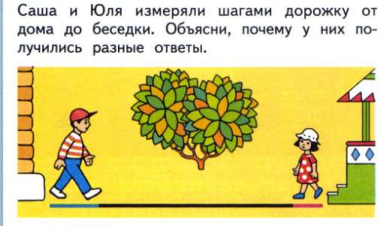 Саша и Юля измеряли шагами дорожку от
дома до беседки. Объясни, почему у них по-
лучились разные ответы.